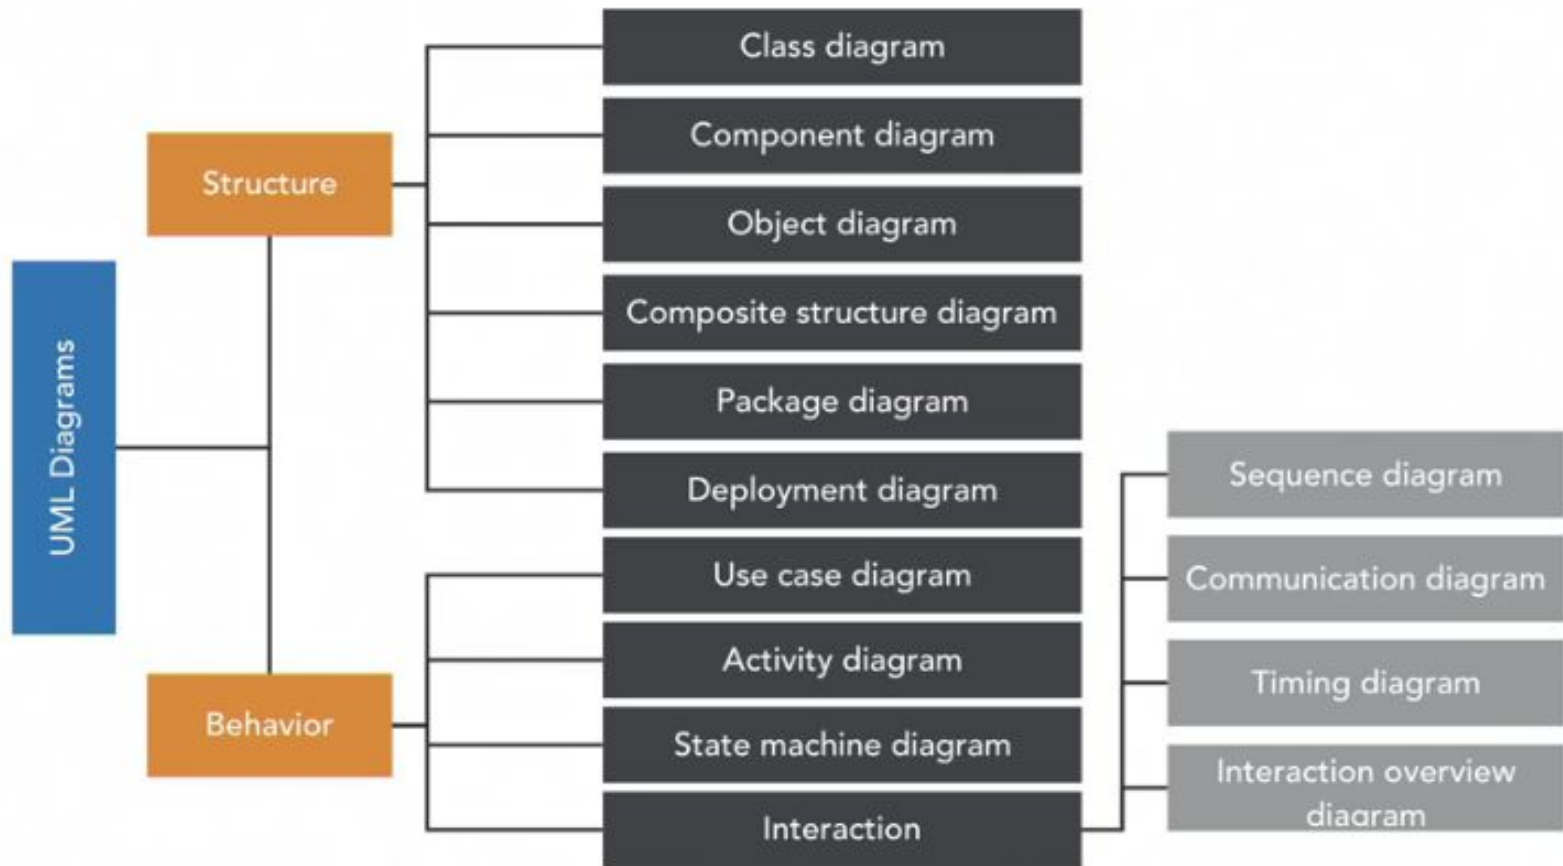 UML Diagrams
Structure
Class diagram
Component diagram
Object diagram
Composite structure diagram
Package diagram
Deployment diagram
Behavior
Use case diagram
Activity diagram
State machine diagram
Interaction
Sequence diagram
Communication diagram
Timing diagram
Interaction overview
diagram